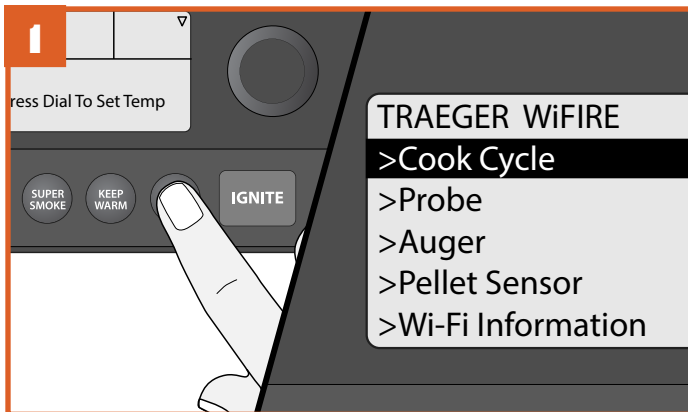 1
ress Dial To Set Temp
SUPER
SMOKE
KEEP
WARM
IGNITE
TRAEGER WiFIRE
>Cook Cycle
>Probe
>Auger
>Pellet Sensor
>Wi-Fi Information